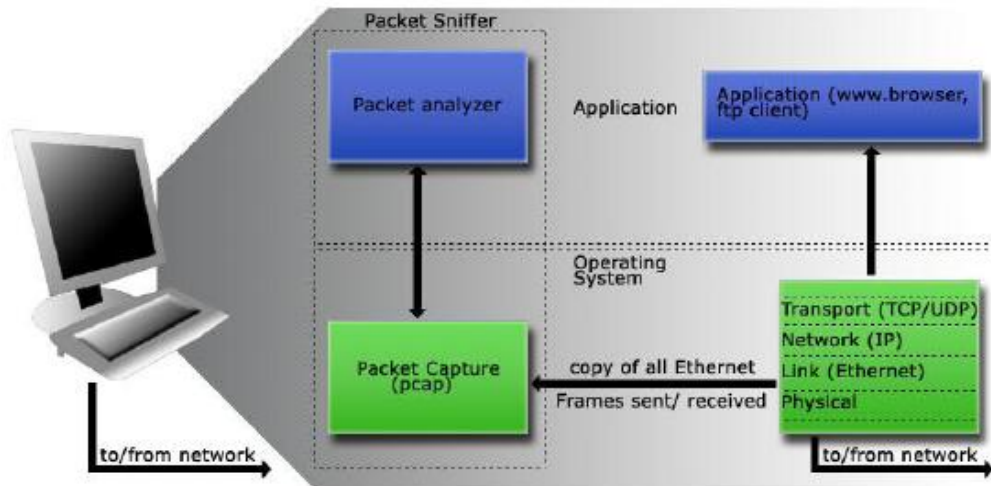 Packet Sniffer
Packet analyzer
Application
Application (www.browser,
ftp client)
Operating
System
Packet Capture
(pcap)
copy of all Ethernet
Frames sent/ received
Transport (TCP/UDP)
Network (IP)
Link (Ethernet)
Physical
to/from network
to/from network